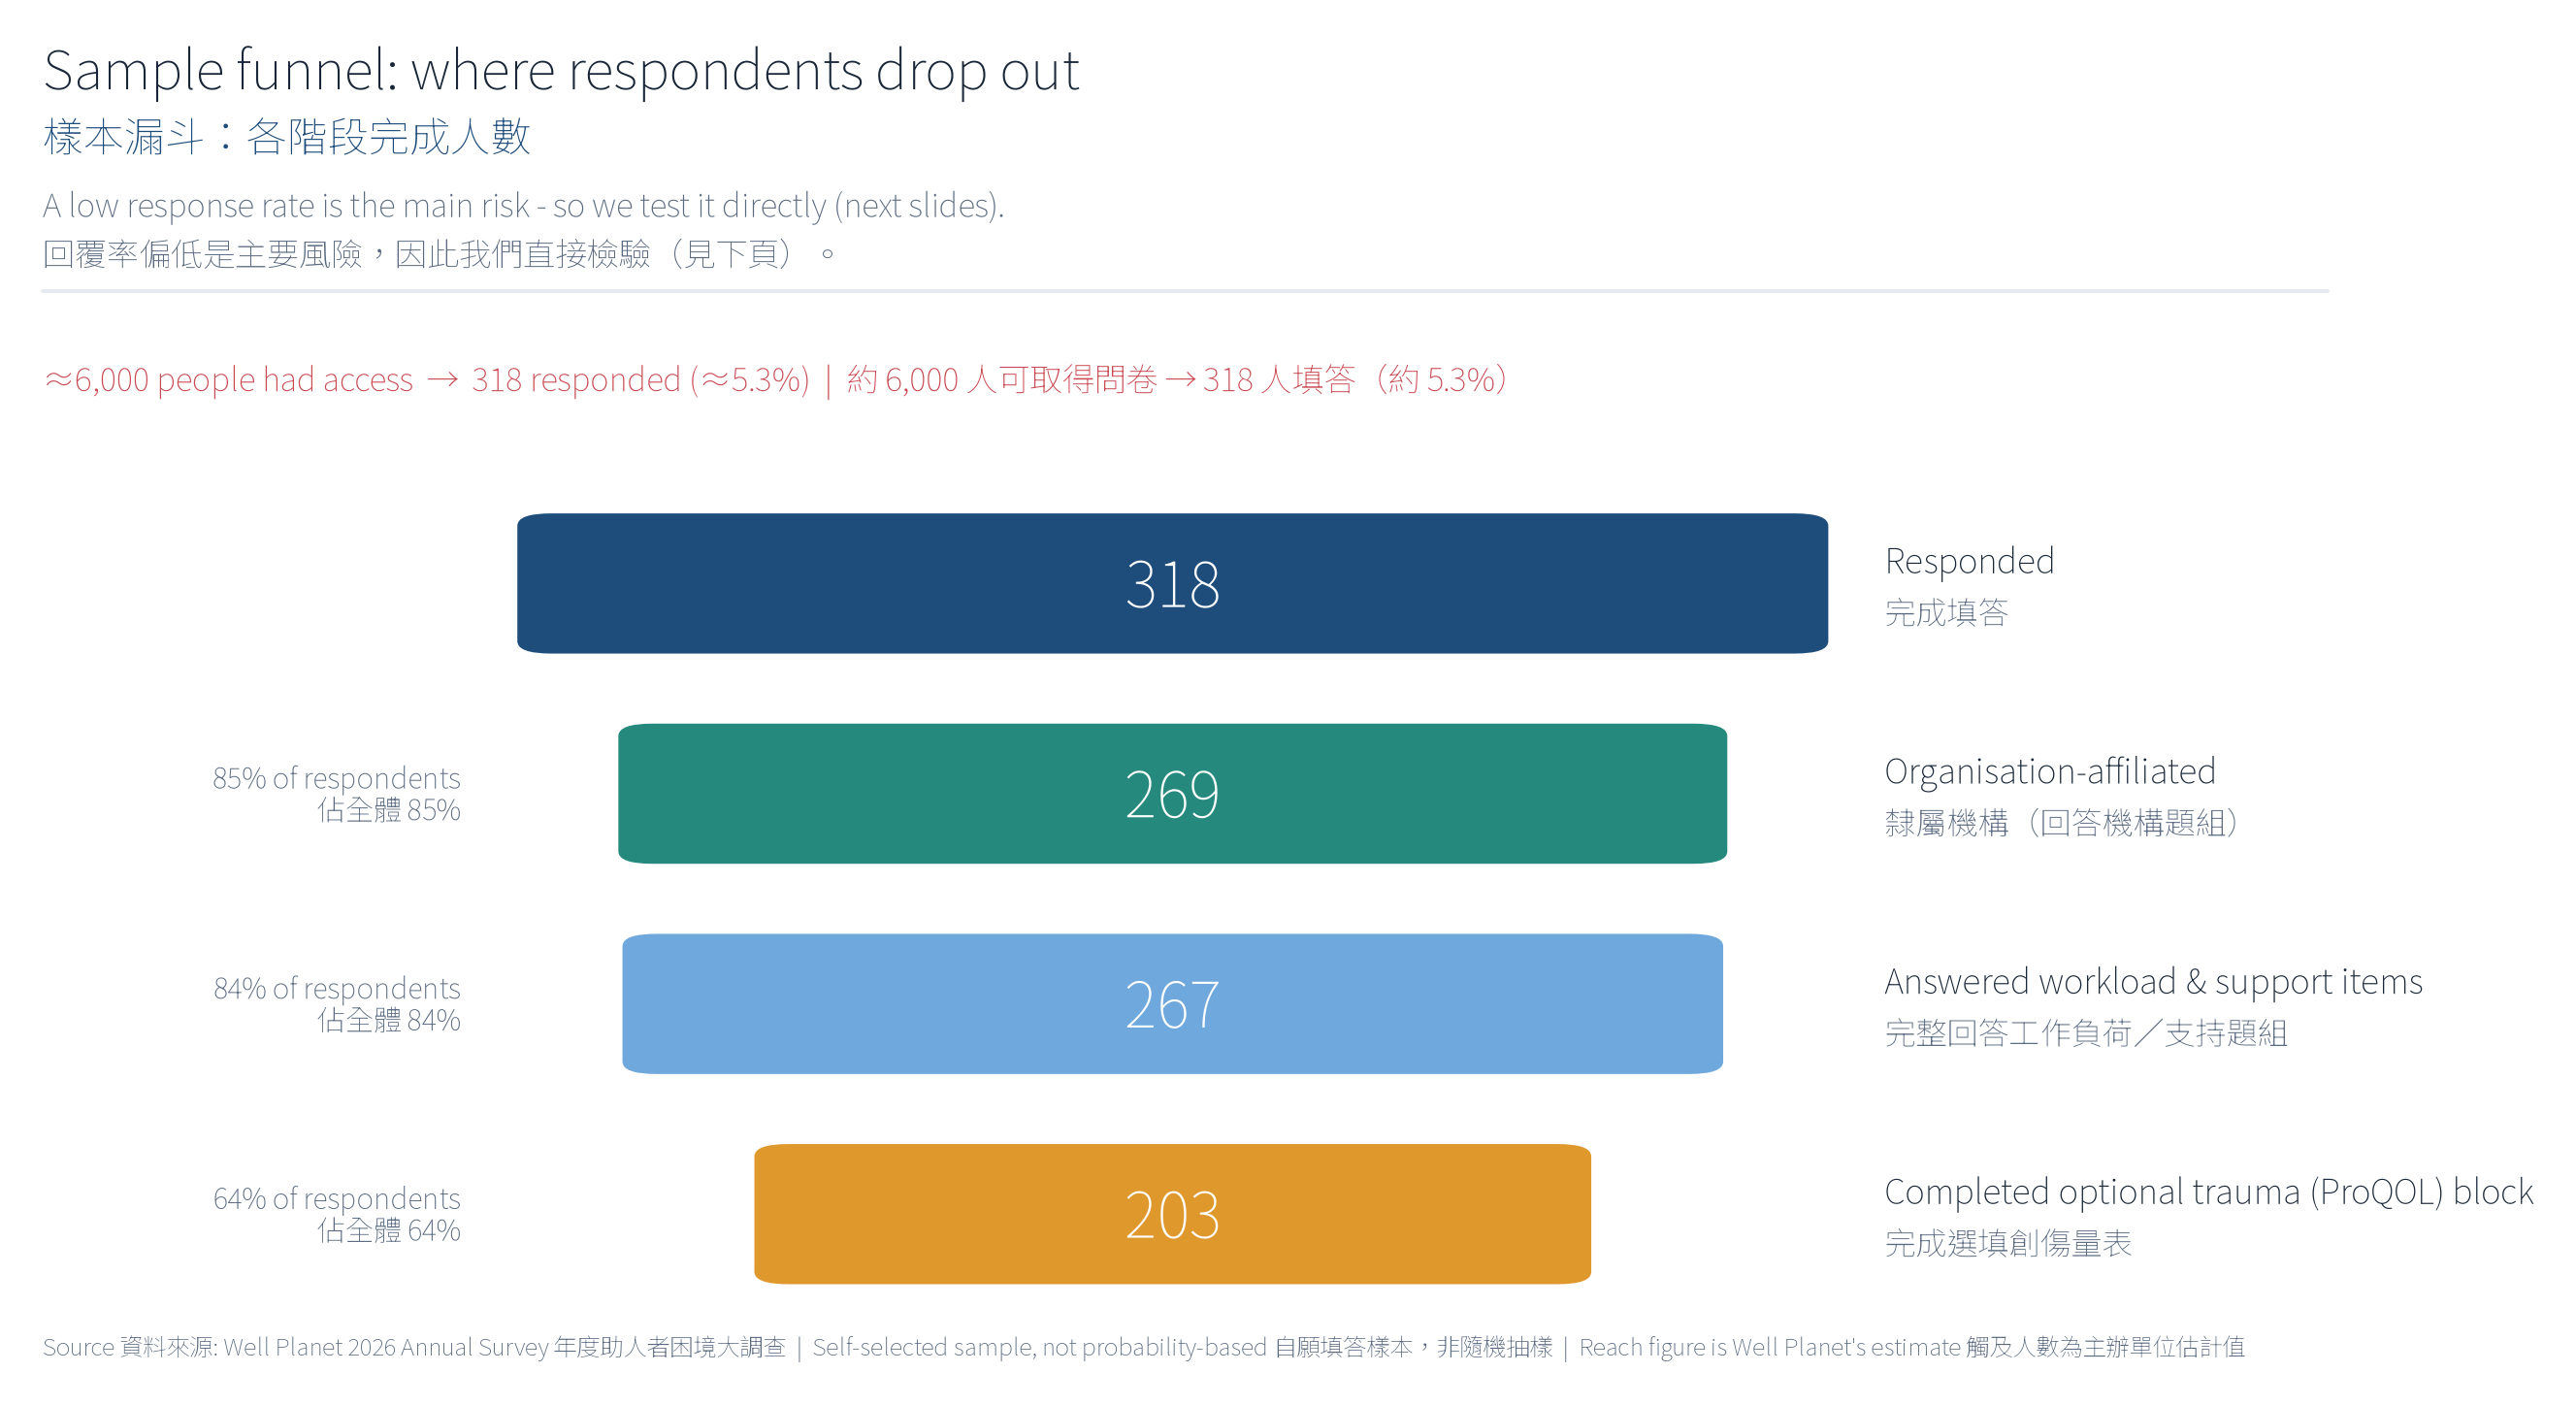 Sample funnel: where respondents drop out
樣本漏斗：各階段完成人數
A low response rate is the main risk - so we test it directly (next slides).
回覆率偏低是主要風險，因此我們直接檢驗（見下頁）。
≈6,000 people had access → 318 responded (≈5.3%) | 約 6,000 人可取得問卷 → 318 人填答（約 5.3%）
318
Responded
完成填答
85% of respondents
佔全體 85%
269
Organisation-affiliated
隸屬機構（回答機構題組）
84% of respondents
佔全體 84%
267
Answered workload & support items
完整回答工作負荷／支持題組
64% of respondents
佔全體 64%
203
Completed optional trauma (ProQOL) block
完成選填創傷量表
Source 資料來源: Well Planet 2026 Annual Survey 年度助人者困境大調查 | Self-selected sample, not probability-based 自願填答樣本，非隨機抽樣 | Reach figure is Well Planet's estimate 觸及人數為主辦單位估計值